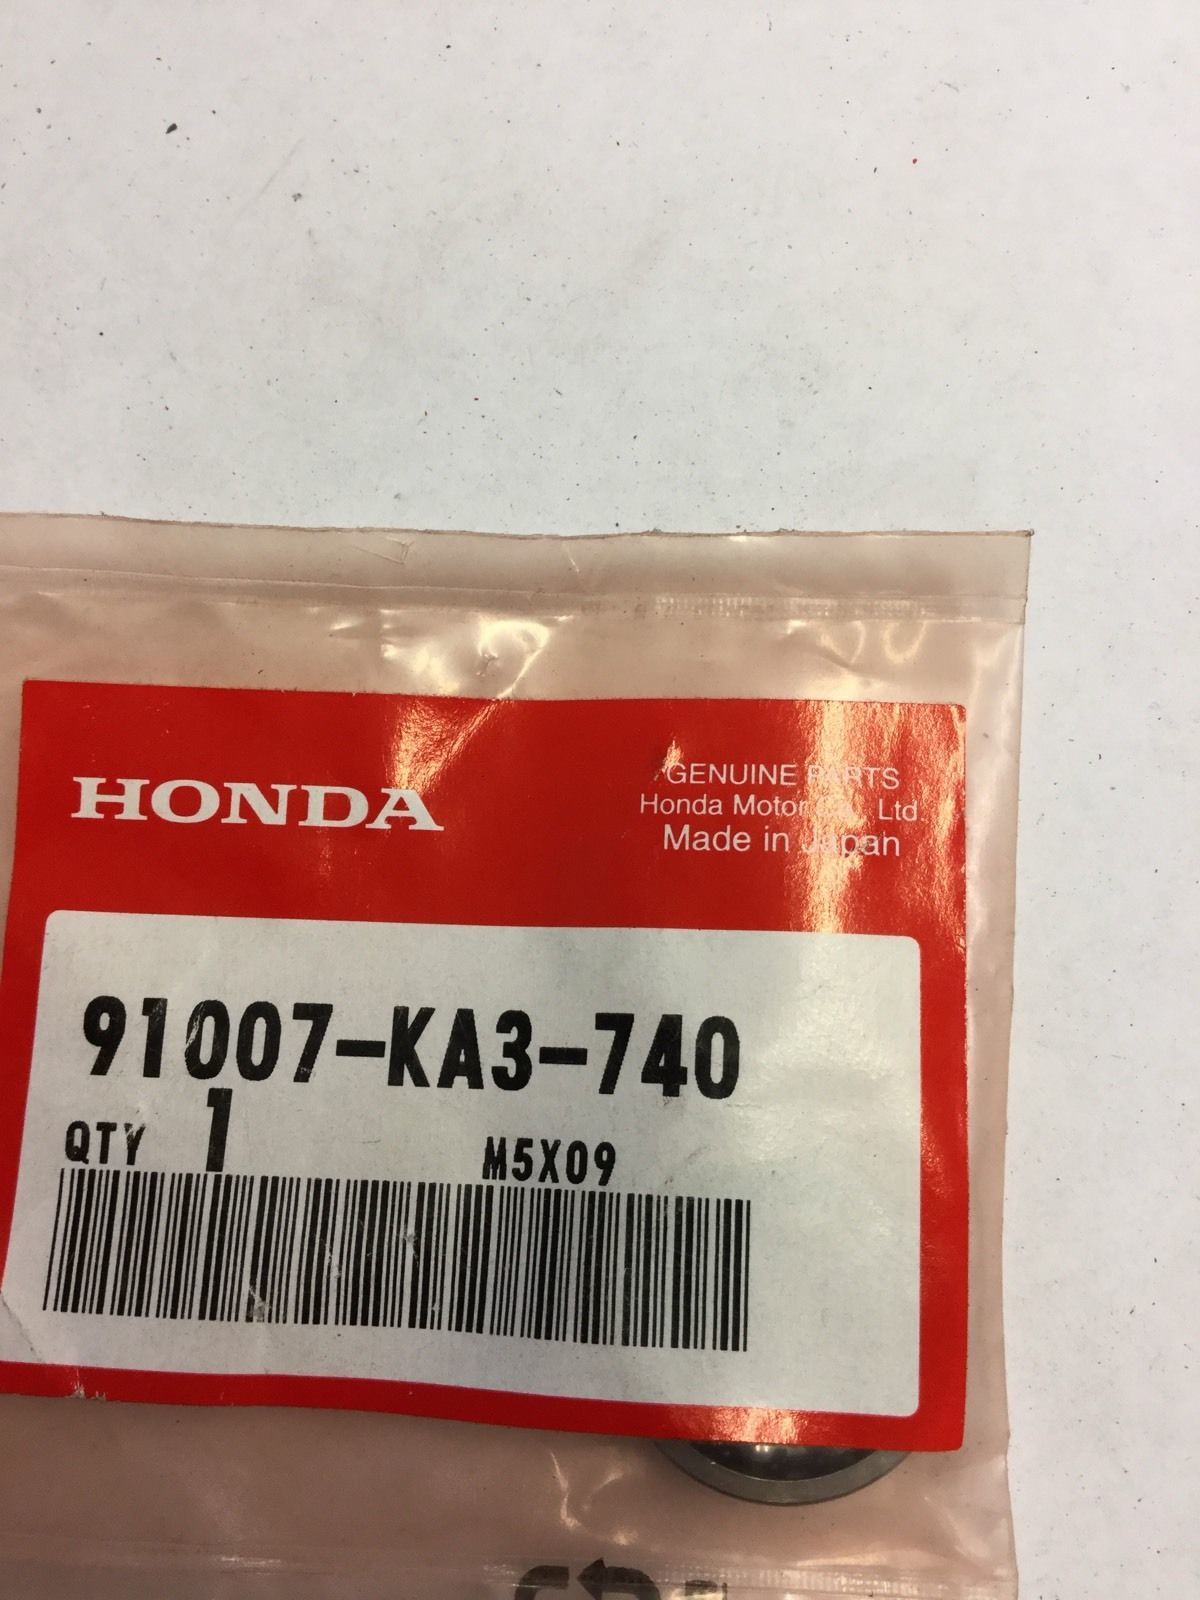 HONDA
GENUINE PARTS
Honda Motor Co., Ltd.
Made in Japan
91007-KA3-740
QTY 1 M5X09